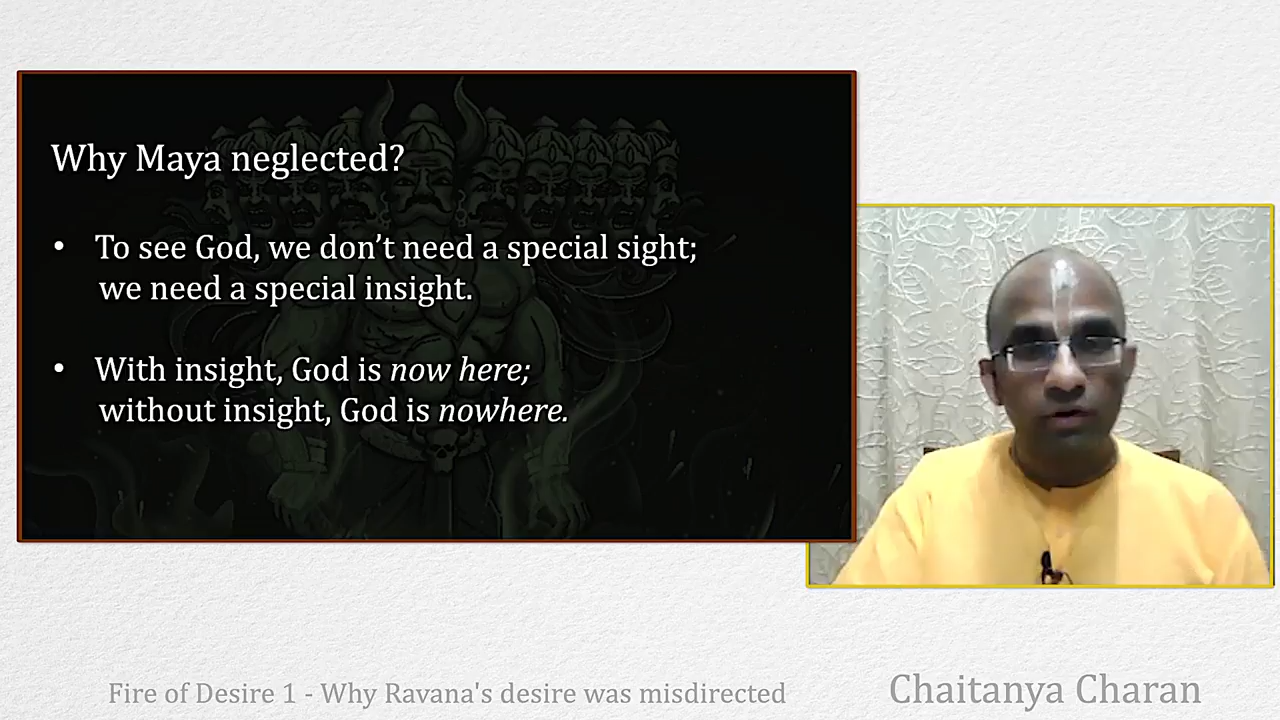 Why Maya neglected?
• To see God, we don’t need a special sight;
we need a special insight.
• With insight, God is now here;
without insight, God is nowhere.
Fire of Desire 1 - Why Ravana's desire was misdirected
Chaitanya Charan